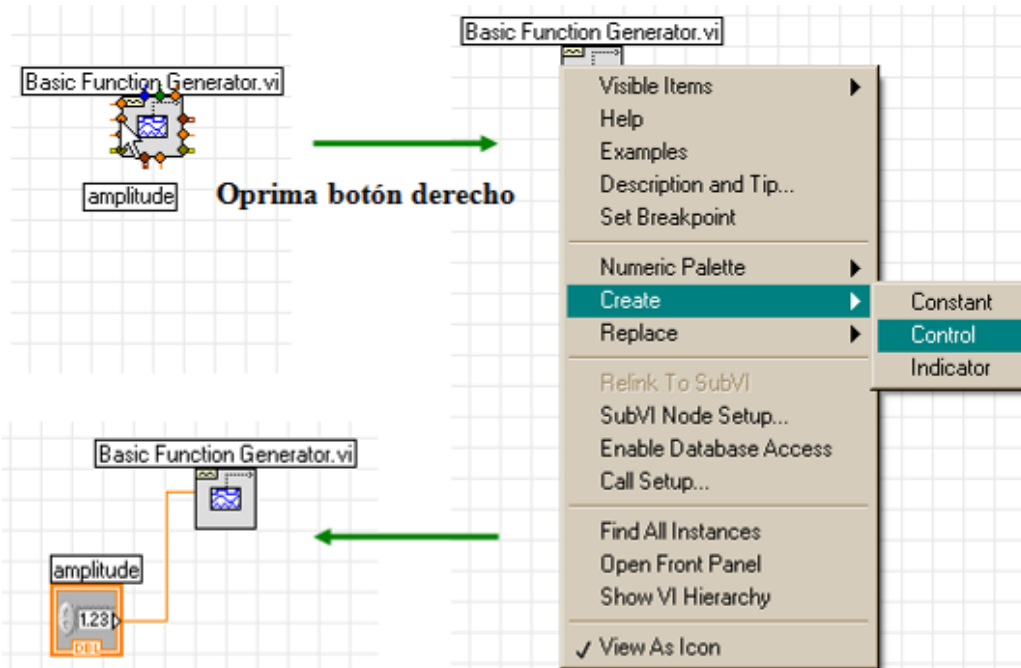 Basic Function Generator.vi
amplitude
Oprima botón derecho
Basic Function Generator.vi
Visible Items
Help
Examples
Description and Tip...
Set Breakpoint
Numeric Palette
Create
Replace
Relink To SubVI
SubVI Node Setup...
Enable Database Access
Call Setup...
Find All Instances
Open Front Panel
Show VI Hierarchy
View As Icon
Constant
Control
Indicator
Basic Function Generator.vi
amplitude
1.23
DBL